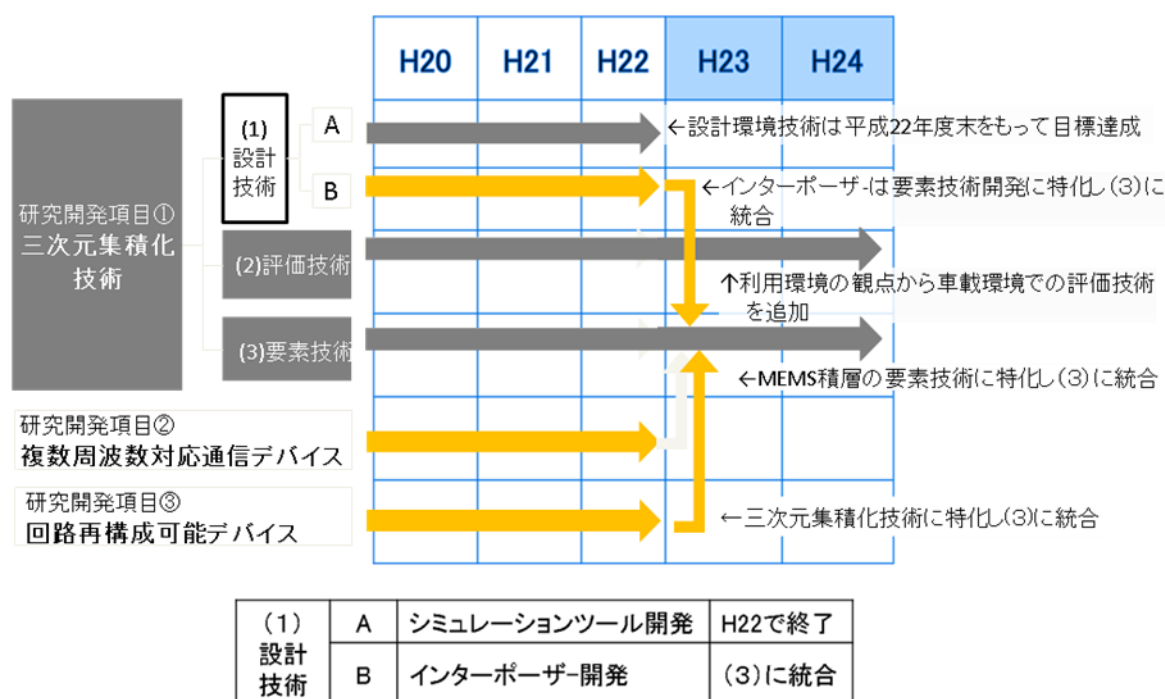 H20 H21 H22 H23 H24
(1)
設計
技術
A
B
←設計環境技術は平成22年度末をもって目標達成
←インターポーザ-は要素技術開発に特化し(3)に
統合
研究開発項目①
三次元集積化
技術
(2)評価技術
↑利用環境の観点から車載環境での評価技術
を追加
(3)要素技術
←MEMS積層の要素技術に特化し(3)に統合
研究開発項目②
複数周波数対応通信デバイス
研究開発項目③
回路再構成可能デバイス
←三次元集積化技術に特化し(3)に統合
(1)
設計
技術
A シミュレーションツール開発 H22で終了
B インターポーザ-開発 (3)に統合